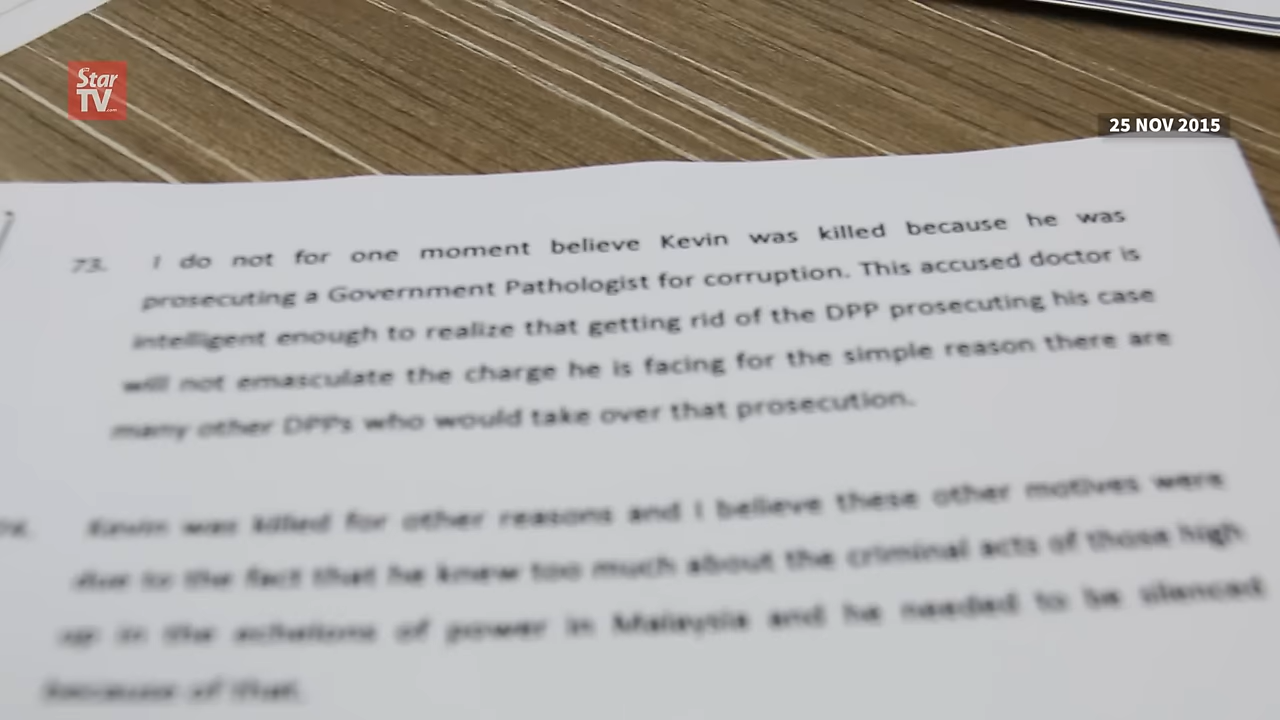 The Star
TV.com
25 NOV 2015
73. I do not for one moment believe Kevin was killed because he was
prosecuting a Government Pathologist for corruption. This accused doctor is
intelligent enough to realize that getting rid of the DPP prosecuting his case
will not emasculate the charge he is facing for the simple reason there are
many other DPPs who would take over that prosecution.
Kevin was killed for other reasons and I believe these other motives were
due to the fact that he knew too much about the criminal acts of those high
up in the echelons of power in Malaysia and he needed to be silenced
because of that.